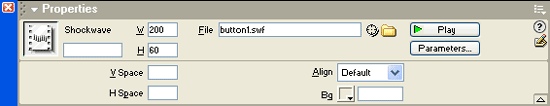 Properties
Shockwave W 200 File button1.swf Play
H 60 Parameters...
V Space Align Default
H Space Bg